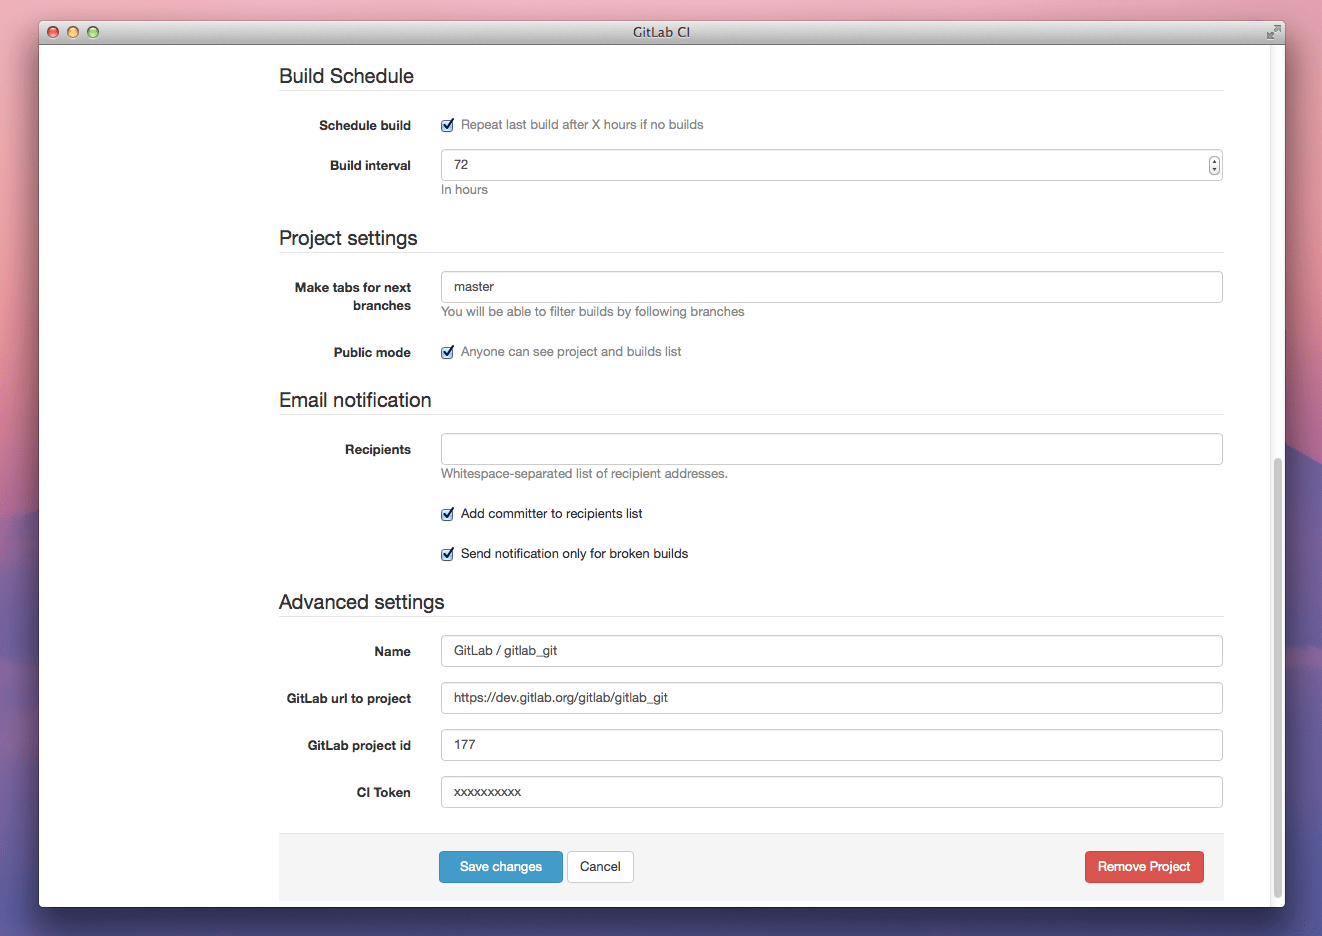 GitLab CI
Build Schedule
Schedule build
Repeat last build after X hours if no builds
Build interval
72
In hours
Project settings
Make tabs for next
branches
master
You will be able to filter builds by following branches
Public mode
Anyone can see project and builds list
Email notification
Recipients
Whitespace-separated list of recipient addresses.
Add committer to recipients list
Send notification only for broken builds
Advanced settings
Name
GitLab / gitlab_git
GitLab url to project
https://dev.gitlab.org/gitlab/gitlab_git
GitLab project id
177
CI Token
xxxxxxxxxx
Save changes
Cancel
Remove Project